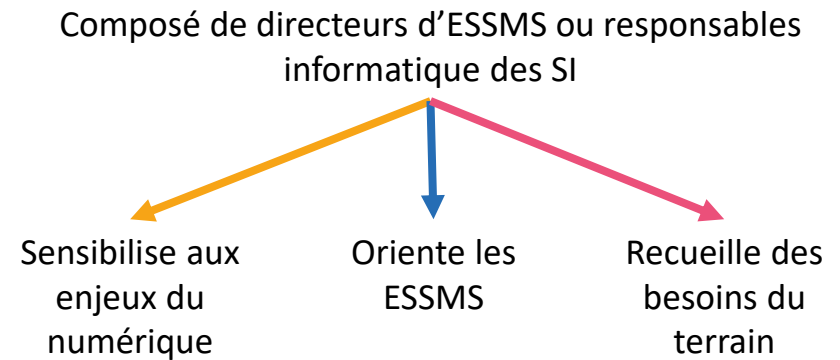 Composé de directeurs d’ESSMS ou responsables
informatique des SI
Sensibilise aux
enjeux du
numérique
Oriente les
ESSMS
Recueille des
besoins du
terrain